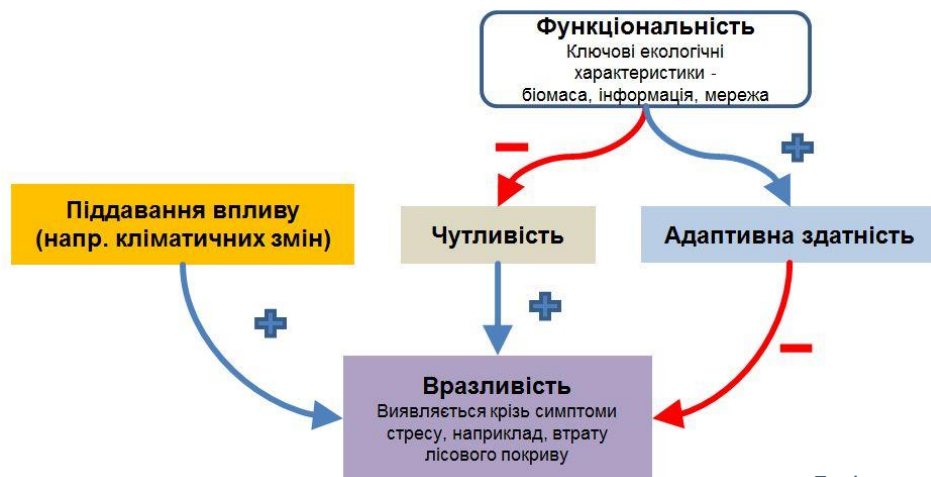 Функціональність
Ключові екологічні
характеристики -
біомаса, інформація, мережа
Піддавання впливу
(напр. кліматичних змін)
Чутливість
Адаптивна здатність
Вразливість
Виявляється крізь симптоми
стресу, наприклад, втрату
лісового покриву